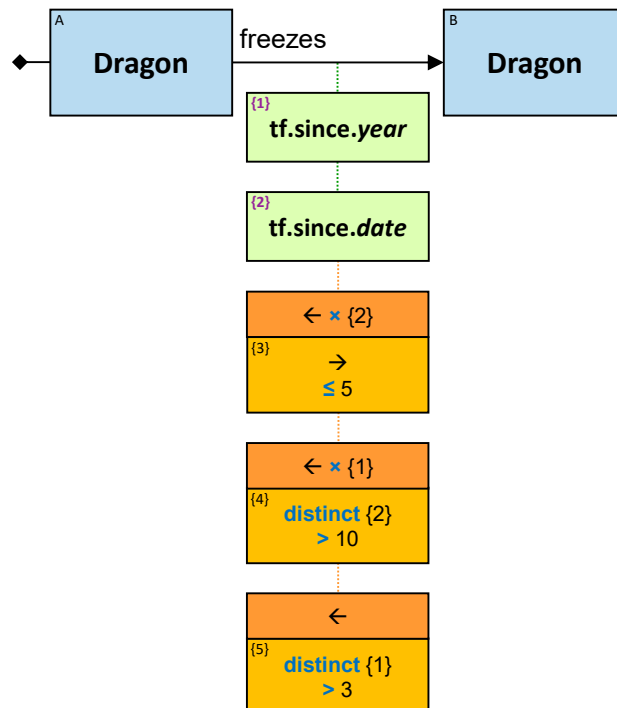 A
Dragon
freezes
B
Dragon
{1}
tf.since.year
{2}
tf.since.date
← × {2}
{3}
→
≤ 5
← × {1}
{4}
distinct {2}
> 10
←
{5}
distinct {1}
> 3